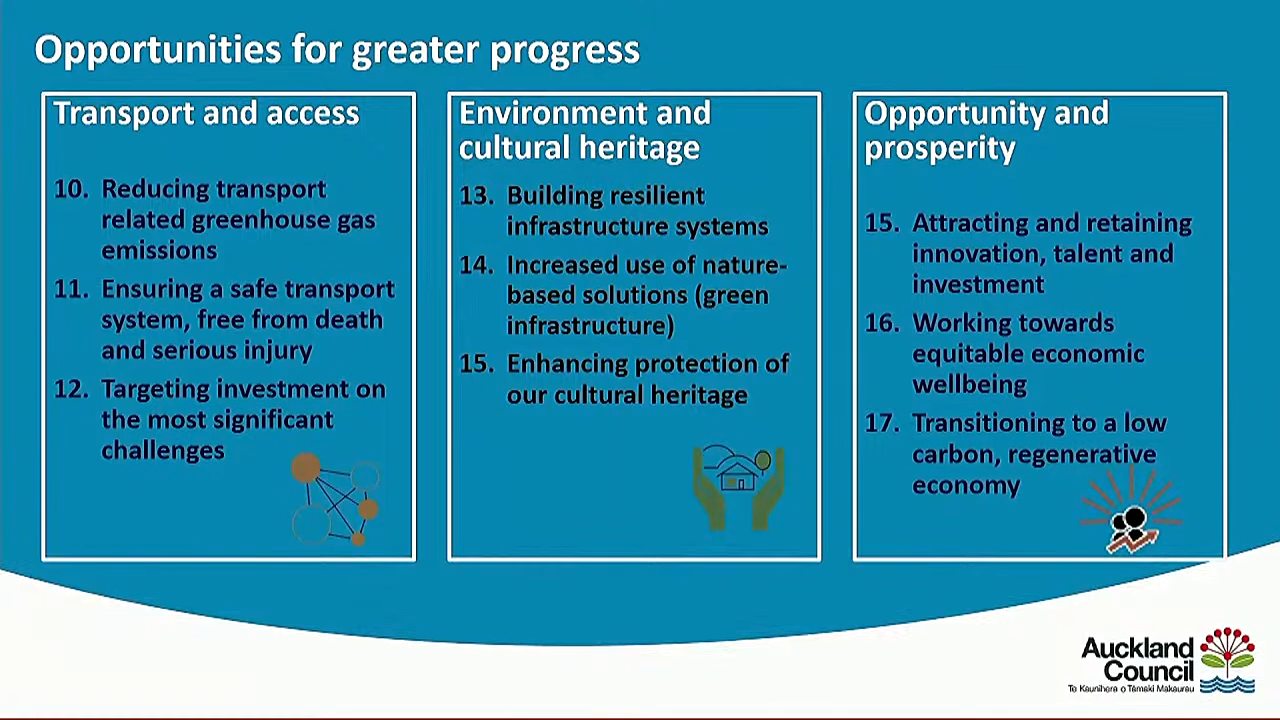 Opportunities for greater progress
Transport and access
10. Reducing transport
related greenhouse gas
emissions
11. Ensuring a safe transport
system, free from death
and serious injury
12. Targeting investment on
the most significant
challenges
Environment and
cultural heritage
13. Building resilient
infrastructure systems
14. Increased use of nature-
based solutions (green
infrastructure)
15. Enhancing protection of
our cultural heritage
Opportunity and
prosperity
15. Attracting and retaining
innovation, talent and
investment
16. Working towards
equitable economic
wellbeing
17. Transitioning to a low
carbon, regenerative
economy
Auckland
Council
Te Kaunihera o Tāmaki Makaurau